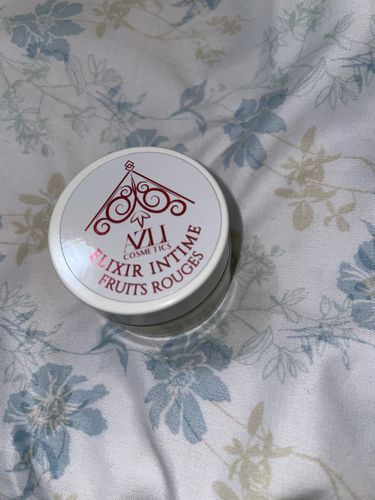 AZLI
COSMETICS
ELIXIR INTIME
FRUITS ROUGES